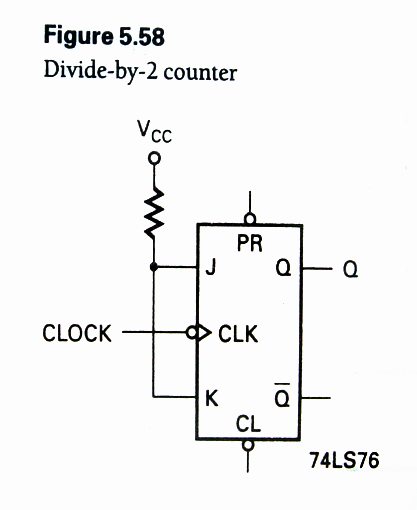 Figure 5.58
Divide-by-2 counter
VCC
PR
J
Q
Q
CLOCK
CLK
K
Q̅
CL
74LS76